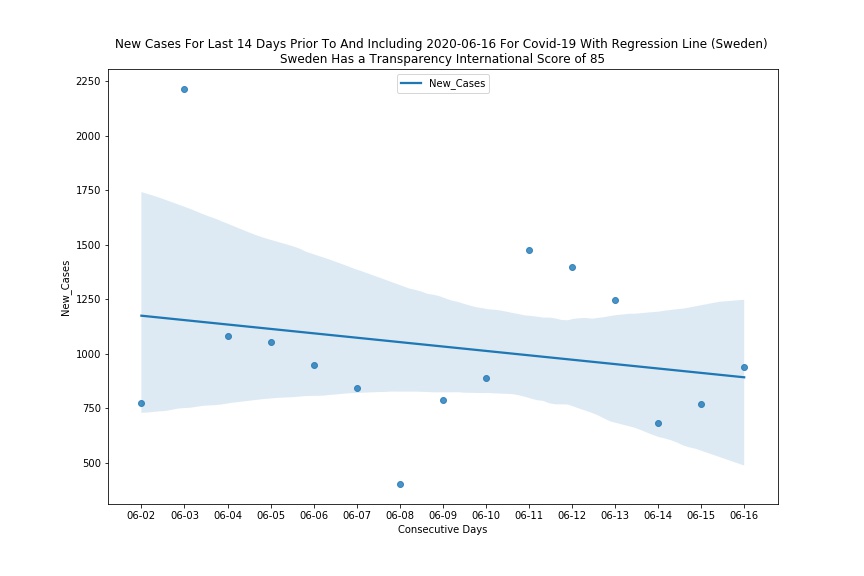 New Cases For Last 14 Days Prior To And Including 2020-06-16 For Covid-19 With Regression Line (Sweden)
Sweden Has a Transparency International Score of 85
New_Cases
2250
2000
1750
1500
1250
1000
750
500
New_Cases
06-02 06-03 06-04 06-05 06-06 06-07 06-08 06-09 06-10 06-11 06-12 06-13 06-14 06-15 06-16
Consecutive Days